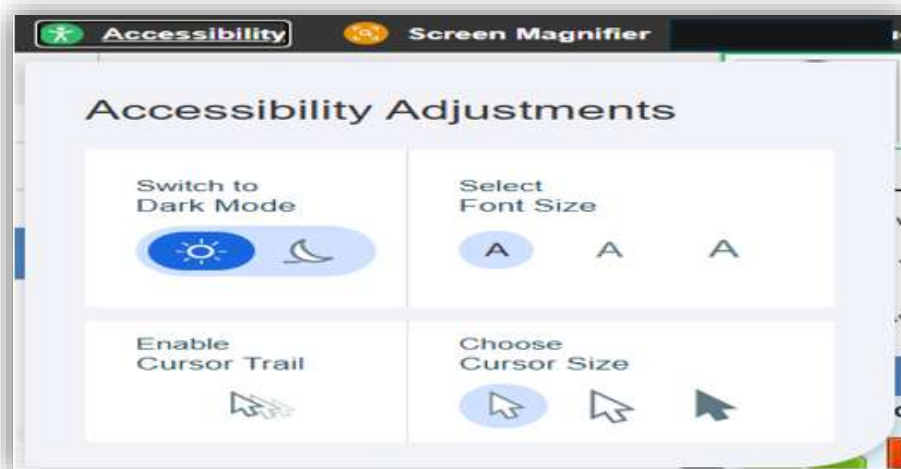 Accessibility
Screen Magnifier
Accessibility Adjustments
Switch to
Dark Mode
Select
Font Size
A A A
Enable
Cursor Trail
Choose
Cursor Size